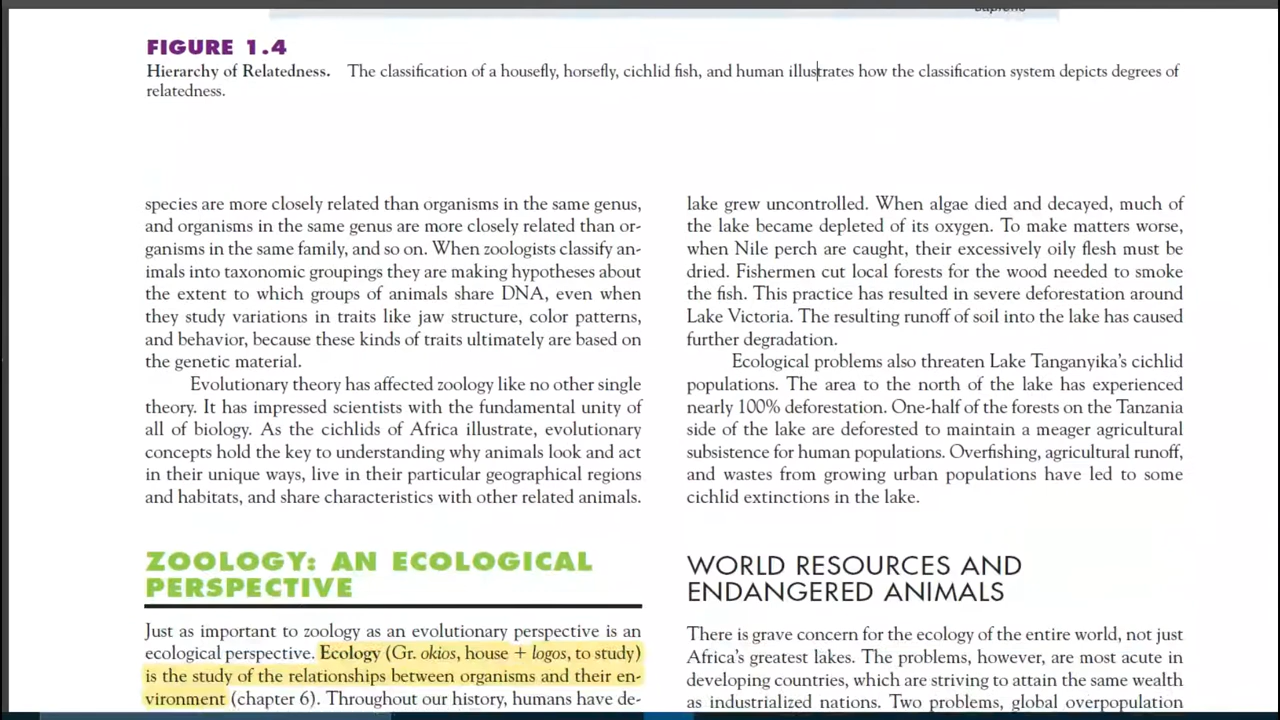 FIGURE 1.4
Hierarchy of Relatedness. The classification of a housefly, horsefly, cichlid fish, and human illustrates how the classification system depicts degrees of
relatedness.
species are more closely related than organisms in the same genus,
and organisms in the same genus are more closely related than or-
ganisms in the same family, and so on. When zoologists classify an-
imals into taxonomic groupings they are making hypotheses about
the extent to which groups of animals share DNA, even when
they study variations in traits like jaw structure, color patterns,
and behavior, because these kinds of traits ultimately are based on
the genetic material.
Evolutionary theory has affected zoology like no other single
theory. It has impressed scientists with the fundamental unity of
all of biology. As the cichlids of Africa illustrate, evolutionary
concepts hold the key to understanding why animals look and act
in their unique ways, live in their particular geographical regions
and habitats, and share characteristics with other related animals.
ZOOLOGY: AN ECOLOGICAL
PERSPECTIVE
Just as important to zoology as an evolutionary perspective is an
ecological perspective. Ecology (Gr. okios, house + logos, to study)
is the study of the relationships between organisms and their en-
vironment (chapter 6). Throughout our history, humans have de-
lake grew uncontrolled. When algae died and decayed, much of
the lake became depleted of its oxygen. To make matters worse,
when Nile perch are caught, their excessively oily flesh must be
dried. Fishermen cut local forests for the wood needed to smoke
the fish. This practice has resulted in severe deforestation around
Lake Victoria. The resulting runoff of soil into the lake has caused
further degradation.
Ecological problems also threaten Lake Tanganyika's cichlid
populations. The area to the north of the lake has experienced
nearly 100% deforestation. One-half of the forests on the Tanzania
side of the lake are deforested to maintain a meager agricultural
subsistence for human populations. Overfishing, agricultural runoff,
and wastes from growing urban populations have led to some
cichlid extinctions in the lake.
WORLD RESOURCES AND
ENDANGERED ANIMALS
There is grave concern for the ecology of the entire world, not just
Africa's greatest lakes. The problems, however, are most acute in
developing countries, which are striving to attain the same wealth
as industrialized nations. Two problems, global overpopulation